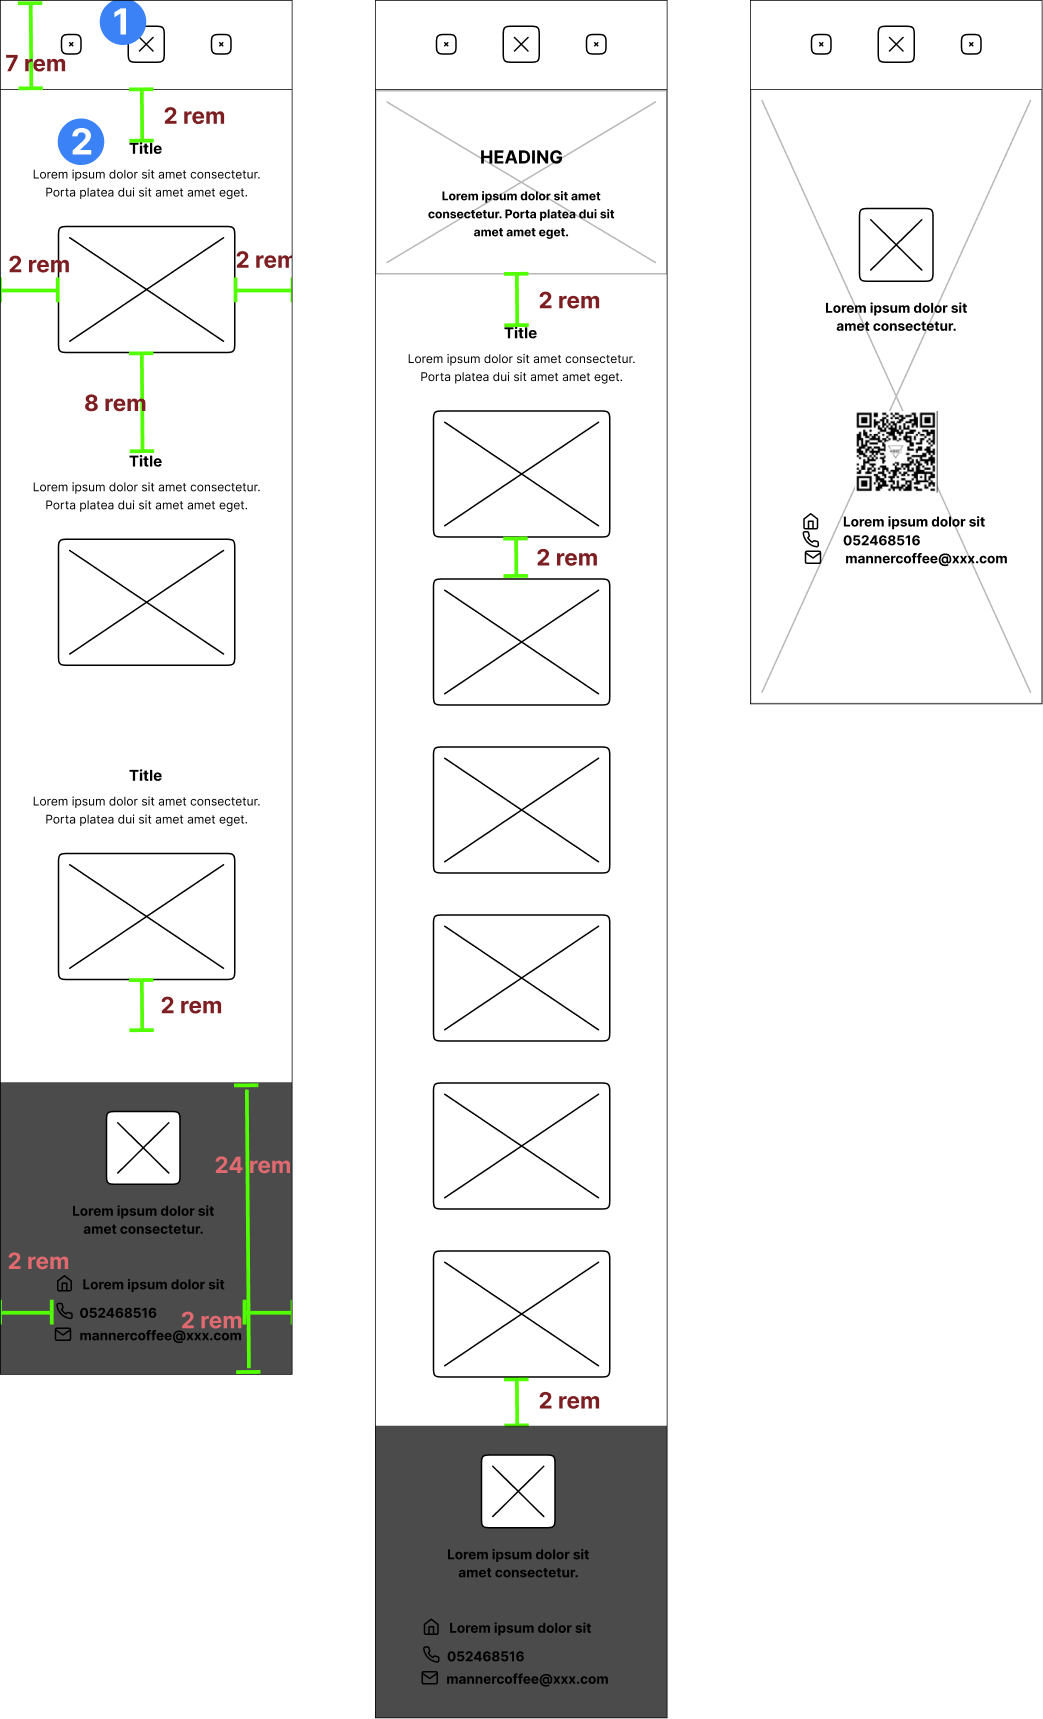 1
7 rem
2 rem
2
Title
Lorem ipsum dolor sit amet consectetur.
Porta platea dui sit amet amet eget.
2 rem
2 rem
8 rem
Title
Lorem ipsum dolor sit amet consectetur.
Porta platea dui sit amet amet eget.
Title
Lorem ipsum dolor sit amet consectetur.
Porta platea dui sit amet amet eget.
2 rem
24 rem
Lorem ipsum dolor sit
amet consectetur.
2 rem
Lorem ipsum dolor sit
052468516
2 rem
mannercoffee@xxx.com
HEADING
Lorem ipsum dolor sit amet
consectetur. Porta platea dui sit
amet amet eget.
2 rem
Title
Lorem ipsum dolor sit amet consectetur.
Porta platea dui sit amet amet eget.
2 rem
2 rem
Lorem ipsum dolor sit
amet consectetur.
Lorem ipsum dolor sit
052468516
mannercoffee@xxx.com
Lorem ipsum dolor sit
amet consectetur.
Lorem ipsum dolor sit
052468516
mannercoffee@xxx.com